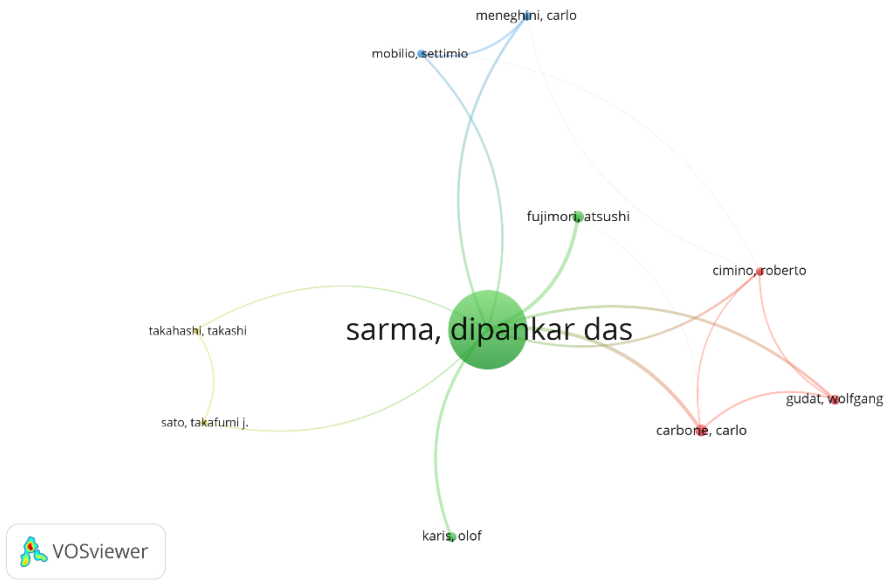 meneghini, carlo
mobilio, settimio
fujimori, atsushi
cimino, roberto
sarma, dipankar das
takahashi, takashi
gudat, wolfgang
sato, takafumi j.
carbone, carlo
karis, olof
VOSviewer